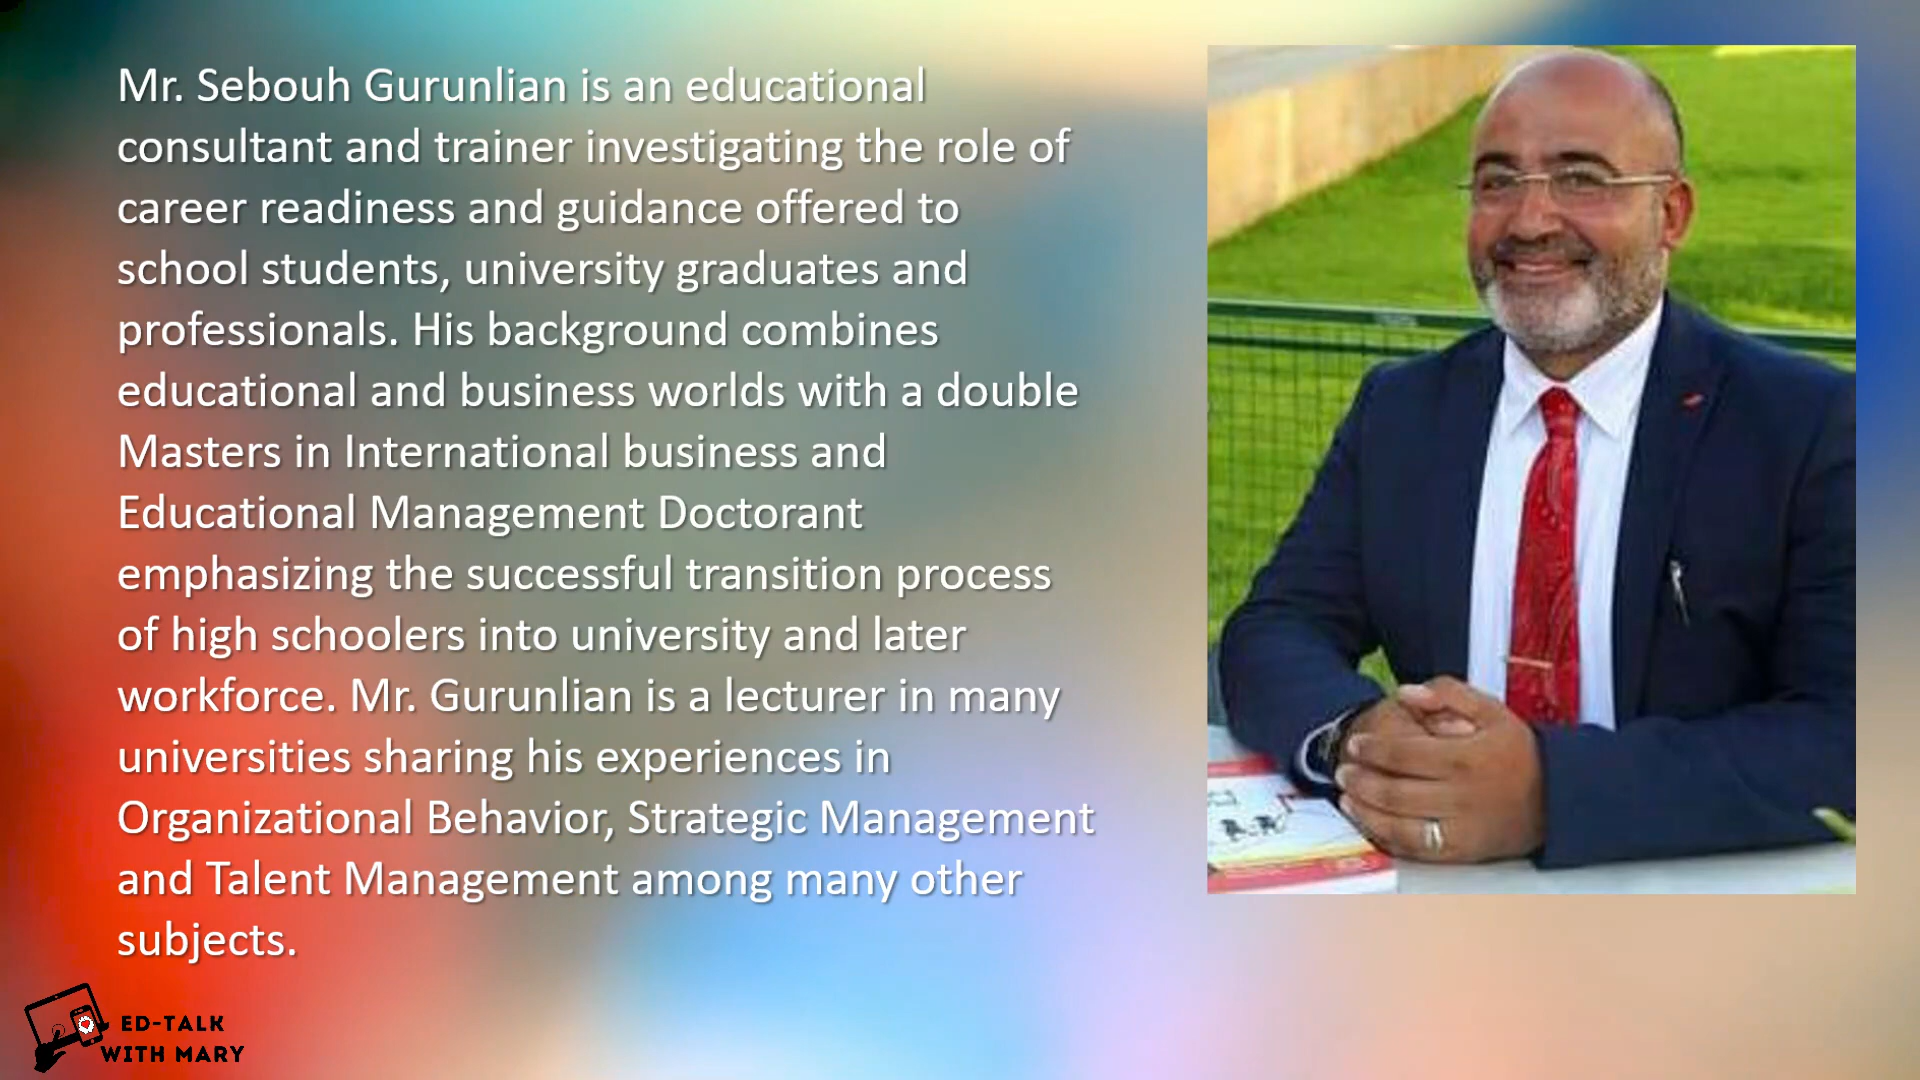 Mr. Sebouh Gurunlian is an educational
consultant and trainer investigating the role of
career readiness and guidance offered to
school students, university graduates and
professionals. His background combines
educational and business worlds with a double
Masters in International business and
Educational Management Doctorant
emphasizing the successful transition process
of high schoolers into university and later
workforce. Mr. Gurunlian is a lecturer in many
universities sharing his experiences in
Organizational Behavior, Strategic Management
and Talent Management among many other
subjects.
ED-TALK
WITH MARY